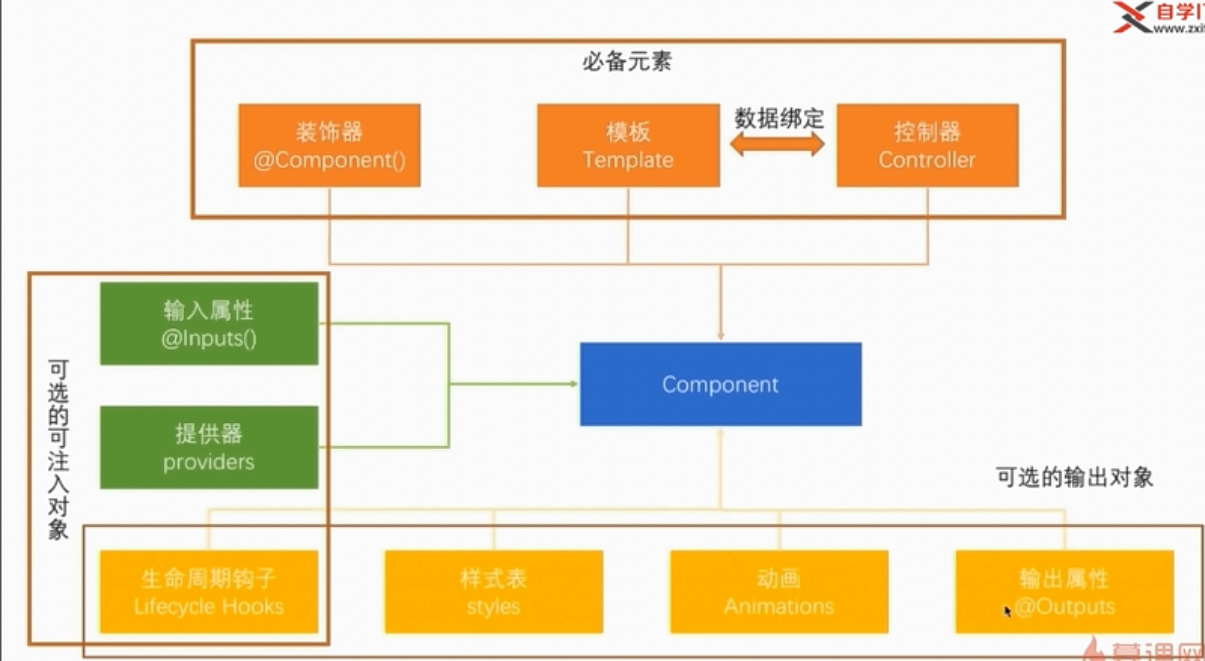 自学I
www.zxit
必备元素
装饰器
@Component()
模板
Template
数据绑定
控制器
Controller
输入属性
@Inputs()
可选的可注入对象
提供器
providers
Component
可选的输出对象
生命周期钩子
Lifecycle Hooks
样式表
styles
动画
Animations
输出属性
@Outputs
慕课网